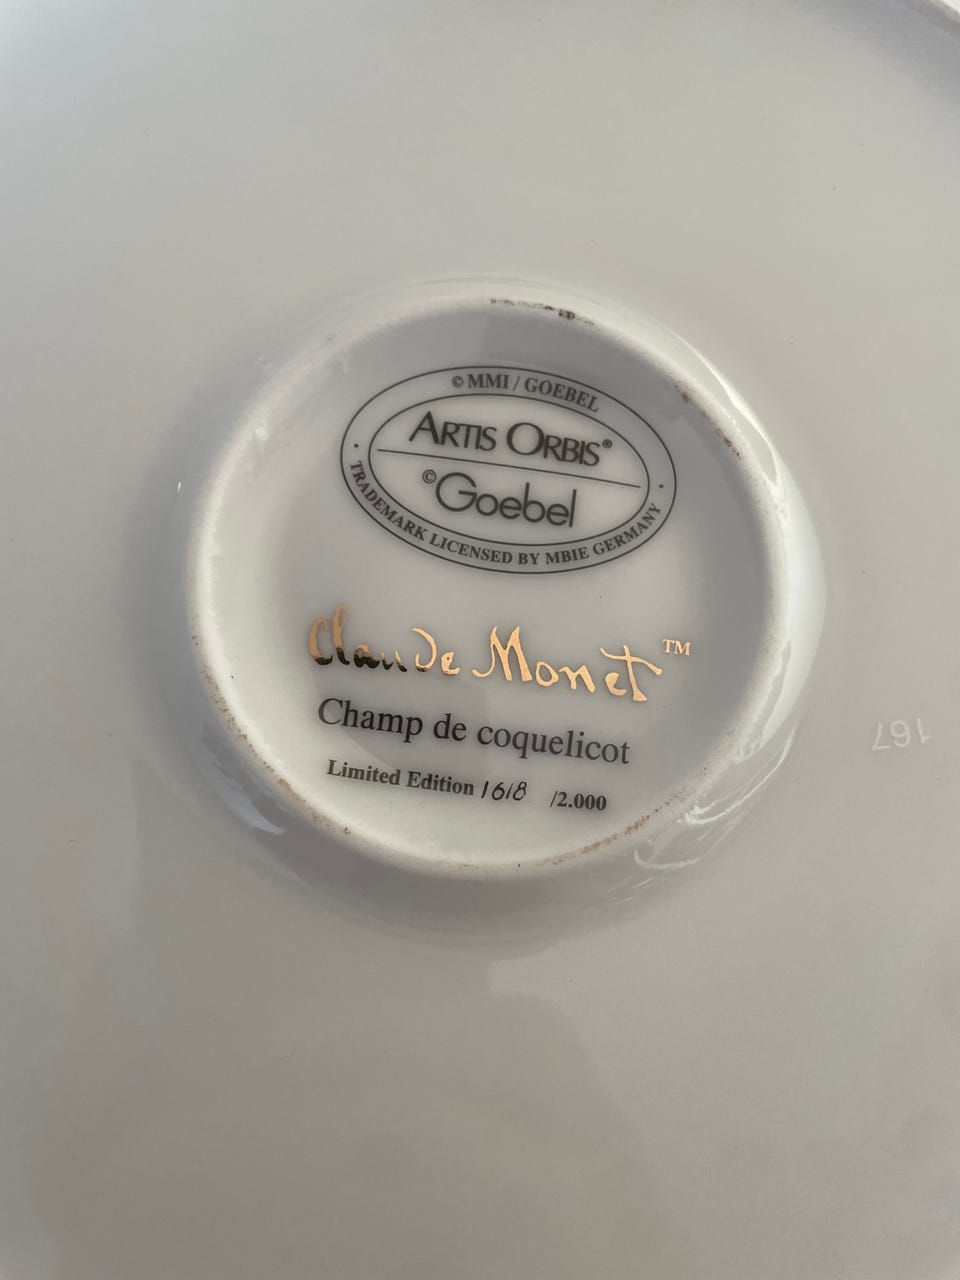 © MMI / GOEBEL
ARTIS ORBIS®
© Goebel
· TRADEMARK LICENSED BY MBIE GERMANY ·
Claude Monet™
Champ de coquelicot
Limited Edition 1618 /2.000
167